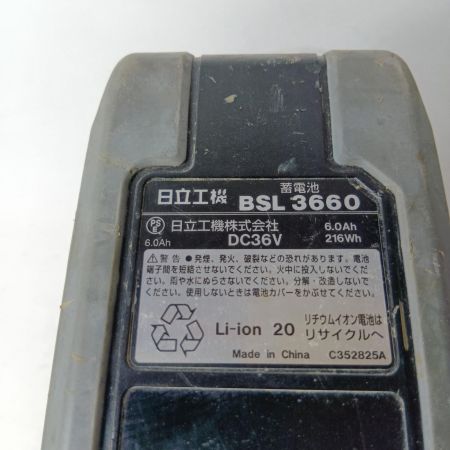 蓄電池
日立工機 BSL 3660
PS E 日立工機株式会社 6.0Ah
6.0Ah DC36V 216Wh
⚠警告 ●発煙、発火、破裂などの恐れがあります。電池
端子間を短絡させないでください。火中に投入しないでくだ
さい。雨や水にぬらさないでください。分解・改造しないで
ください。使用しないときは電池カバーをかぶせてください。
Li-ion 20 リチウムイオン電池は
リサイクルへ
Made in China C352825A